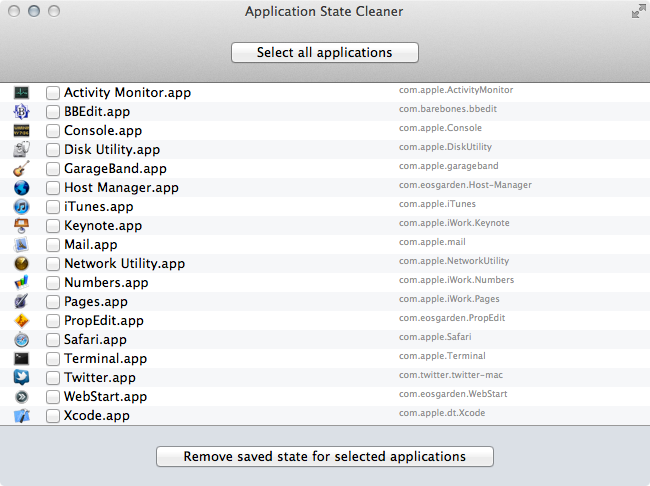 Application State Cleaner
Select all applications
Activity Monitor.app com.apple.ActivityMonitor
BBEdit.app com.barebones.bbedit
Console.app com.apple.Console
Disk Utility.app com.apple.DiskUtility
GarageBand.app com.apple.garageband
Host Manager.app com.eosgarden.Host-Manager
iTunes.app com.apple.iTunes
Keynote.app com.apple.iWork.Keynote
Mail.app com.apple.mail
Network Utility.app com.apple.NetworkUtility
Numbers.app com.apple.iWork.Numbers
Pages.app com.apple.iWork.Pages
PropEdit.app com.eosgarden.PropEdit
Safari.app com.apple.Safari
Terminal.app com.apple.Terminal
Twitter.app com.twitter.twitter-mac
WebStart.app com.eosgarden.WebStart
Xcode.app com.apple.dt.Xcode
Remove saved state for selected applications